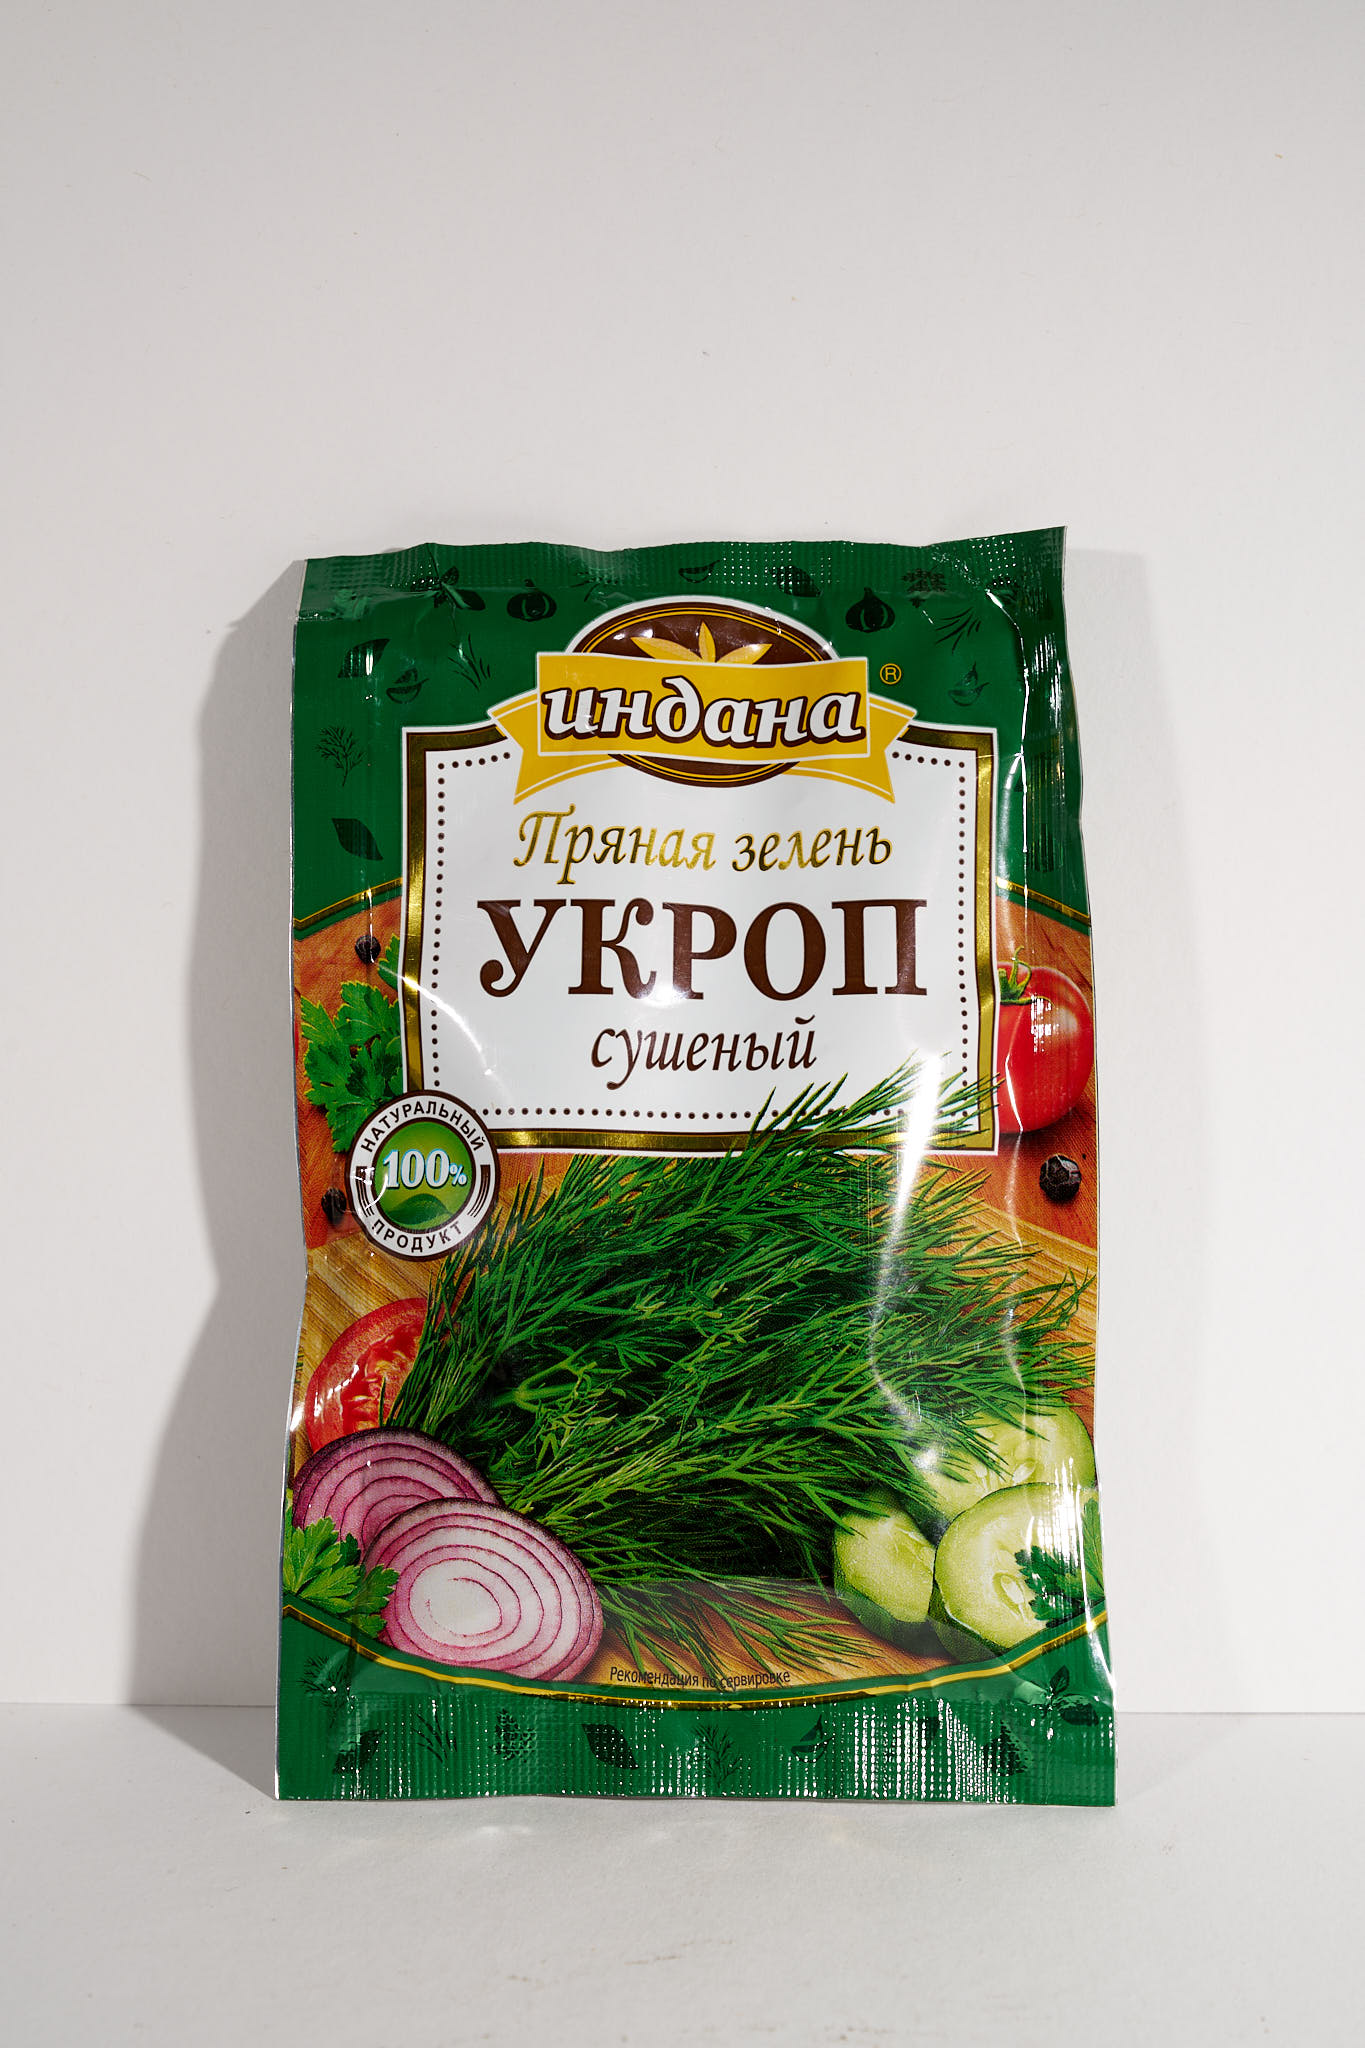 индана
®
Пряная зелень
УКРОП
сушеный
НАТУРАЛЬНЫЙ
100%
ПРОДУКТ
Рекомендация по сервировке